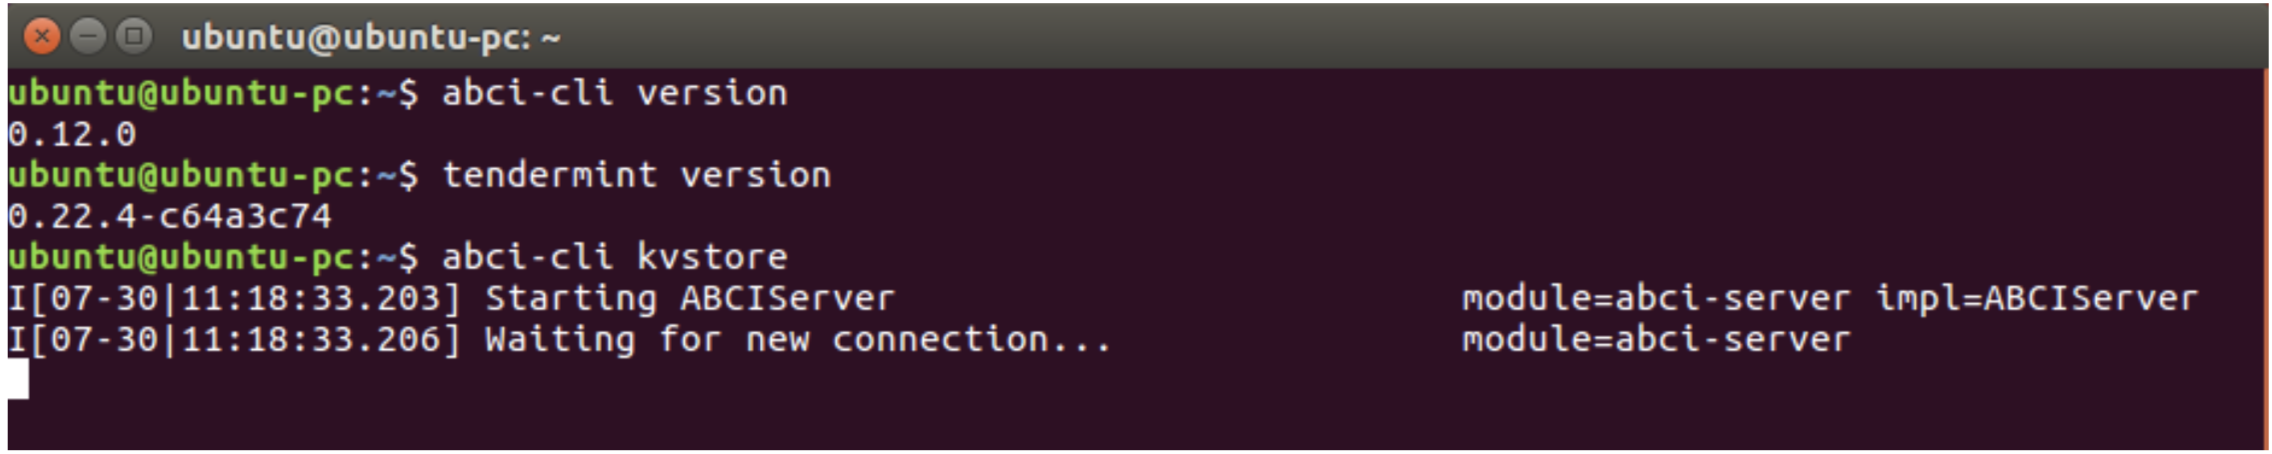 ubuntu@ubuntu-pc: ~
ubuntu@ubuntu-pc:~$ abci-cli version
0.12.0
ubuntu@ubuntu-pc:~$ tendermint version
0.22.4-c64a3c74
ubuntu@ubuntu-pc:~$ abci-cli kvstore
I[07-30|11:18:33.203] Starting ABCIServer                          module=abci-server impl=ABCIServer
I[07-30|11:18:33.206] Waiting for new connection...                module=abci-server